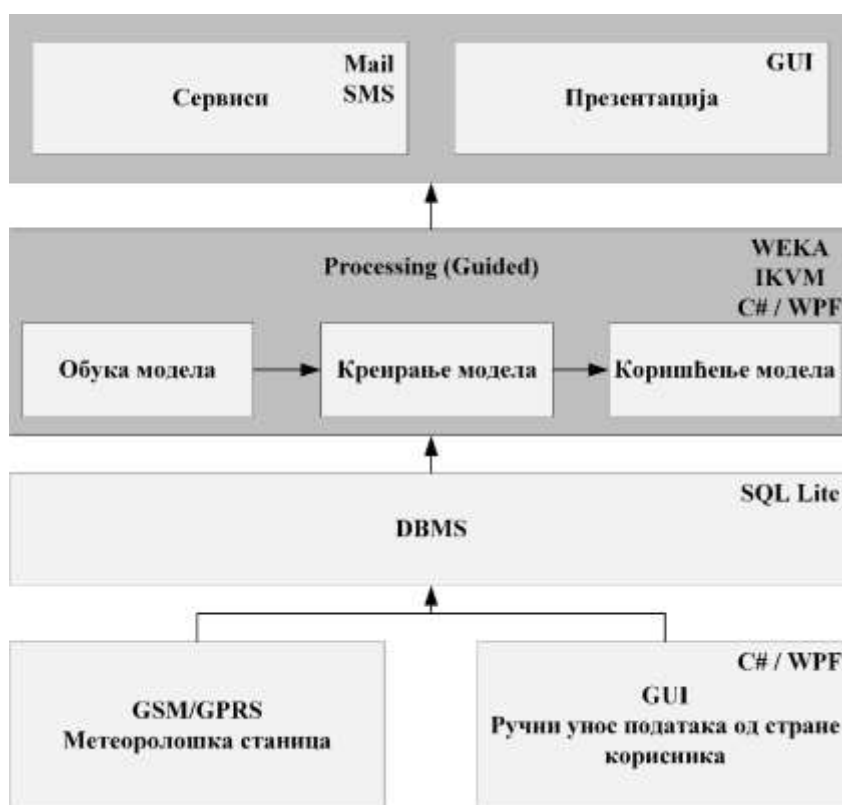 Mail
SMS
Сервиси
GUI
Презентација
WEKA
IKVM
C# / WPF
Processing (Guided)
Обука модела
Креирање модела
Коришћење модела
SQL Lite
DBMS
GSM/GPRS
Метеоролошка станица
C# / WPF
GUI
Ручни унос података од стране
корисника